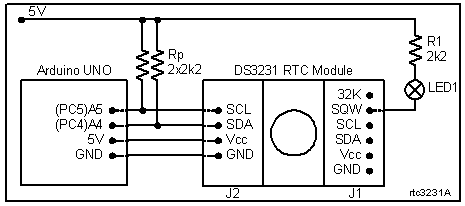 5V
Rp
2x2k2
R1
2k2
Arduino UNO
DS3231 RTC Module
LED1
32K
(PC5)A5
SCL
SQW
(PC4)A4
SDA
SCL
5V
Vcc
SDA
GND
GND
Vcc
GND
J2
J1
rtc3231A